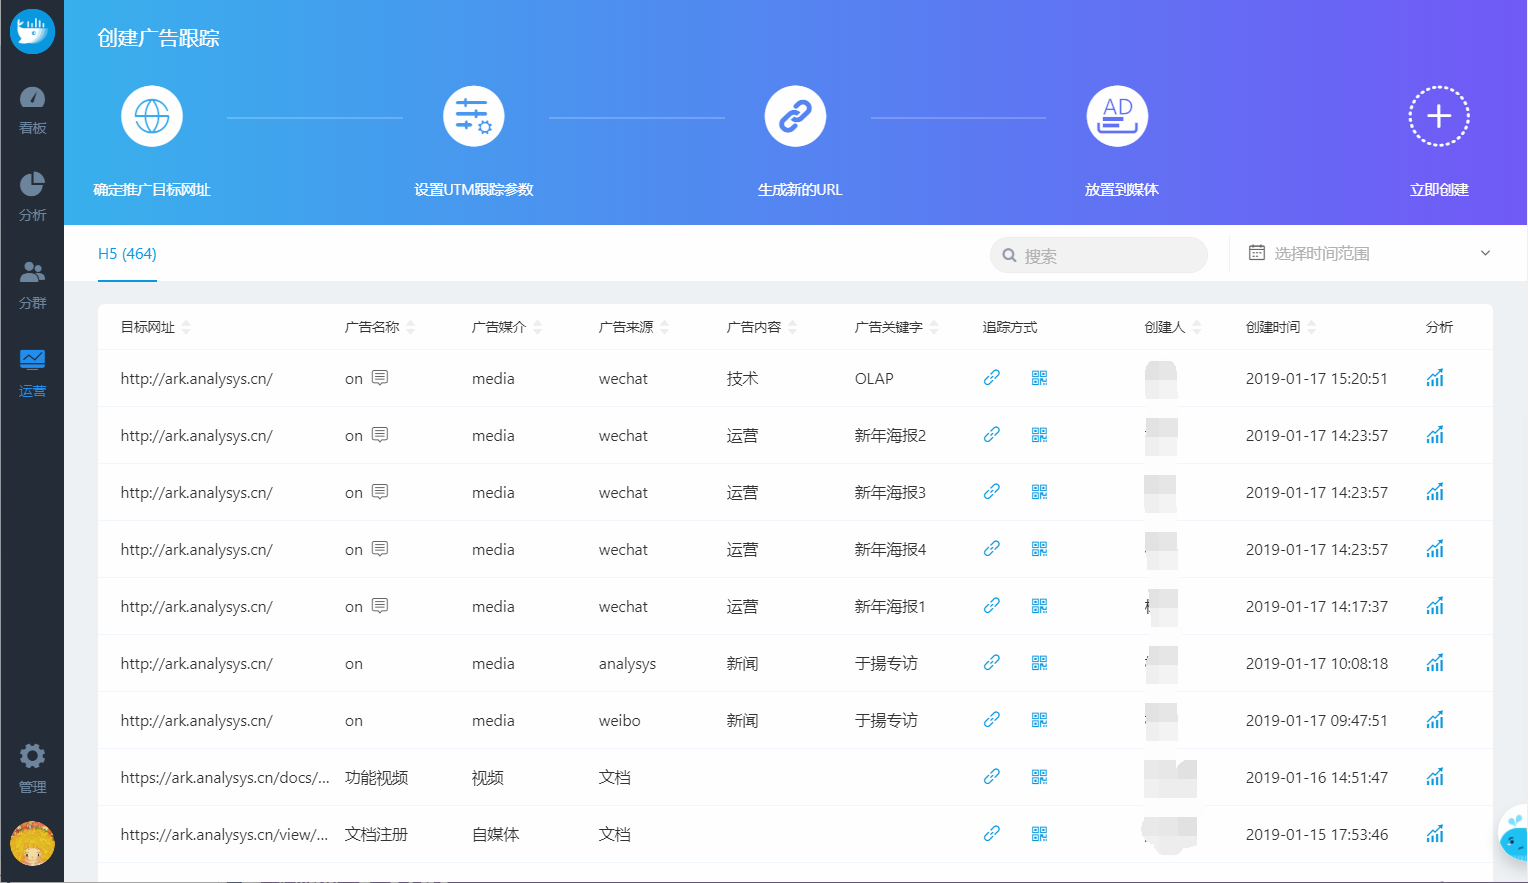 创建广告跟踪
AD
确定推广目标网址
设置UTM跟踪参数
生成新的URL
放置到媒体
立即创建
看板
分析
分群
运营
管理
H5 (464)
搜索
选择时间范围
目标网址 广告名称 广告媒介 广告来源 广告内容 广告关键字 追踪方式 创建人 创建时间 分析
http://ark.analysys.cn/ on media wechat 技术 OLAP 2019-01-17 15:20:51
http://ark.analysys.cn/ on media wechat 运营 新年海报2 2019-01-17 14:23:57
http://ark.analysys.cn/ on media wechat 运营 新年海报3 2019-01-17 14:23:57
http://ark.analysys.cn/ on media wechat 运营 新年海报4 2019-01-17 14:23:57
http://ark.analysys.cn/ on media wechat 运营 新年海报1 2019-01-17 14:17:37
http://ark.analysys.cn/ on media analysys 新闻 于揚专访 2019-01-17 10:08:18
http://ark.analysys.cn/ on media weibo 新闻 于揚专访 2019-01-17 09:47:51
https://ark.analysys.cn/docs/... 功能视频 视频 文档 2019-01-16 14:51:47
https://ark.analysys.cn/view/... 文档注册 自媒体 文档 2019-01-15 17:53:46